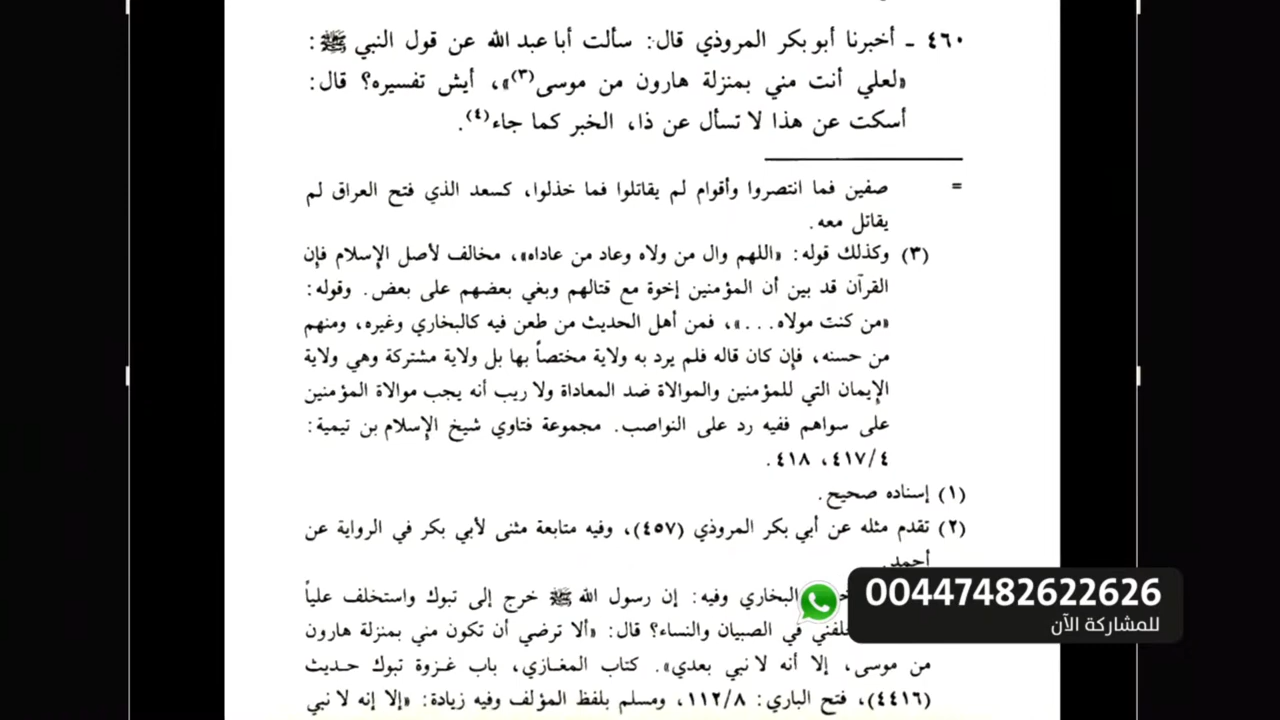 ٤٦٠ - أخبرنا أبو بكر المروذي قال: سألت أبا عبد الله عن قول النبي ﷺ:
«لعلي أنت مني بمنزلة هارون من موسى(٣)»، أيش تفسيره؟ قال:
أسكت عن هذا لا تسأل عن ذا، الخبر كما جاء(٤).
= صفين فما انتصروا وأقوام لم يقاتلوا فما خذلوا، كسعد الذي فتح العراق لم
يقاتل معه.
(٣) وكذلك قوله: «اللهم وال من ولاه وعاد من عاداه»، مخالف لأصل الإسلام فإن
القرآن قد بين أن المؤمنين إخوة مع قتالهم وبغي بعضهم على بعض. وقوله:
«من كنت مولاه...»، فمن أهل الحديث من طعن فيه كالبخاري وغيره، ومنهم
من حسنه، فإن كان قاله فلم يرد به ولاية مختصاً بها بل ولاية مشتركة وهي ولاية
الإيمان التي للمؤمنين والموالاة ضد المعاداة ولا ريب أنه يجب موالاة المؤمنين
على سواهم ففيه رد على النواصب. مجموعة فتاوي شيخ الإسلام بن تيمية:
٤١٧/٤، ٤١٨.
(١) إسناده صحيح.
(٢) تقدم مثله عن أبي بكر المروذي (٤٥٧)، وفيه متابعة مثنى لأبي بكر في الرواية عن
أحمد.
البخاري وفيه: إن رسول الله ﷺ خرج إلى تبوك واستخلف علياً
في الصبيان والنساء؟ قال: «ألا ترضي أن تكون مني بمنزلة هارون
من موسى، إلا أنه لا نبي بعدي». كتاب المغازي، باب غزوة تبوك حديث
(٤٤١٦)، فتح الباري: ١١٢/٨، ومسلم بلفظ المؤلف وفيه زيادة: «إلا إنه لا نبي
00447482622626
للمشاركة الآن